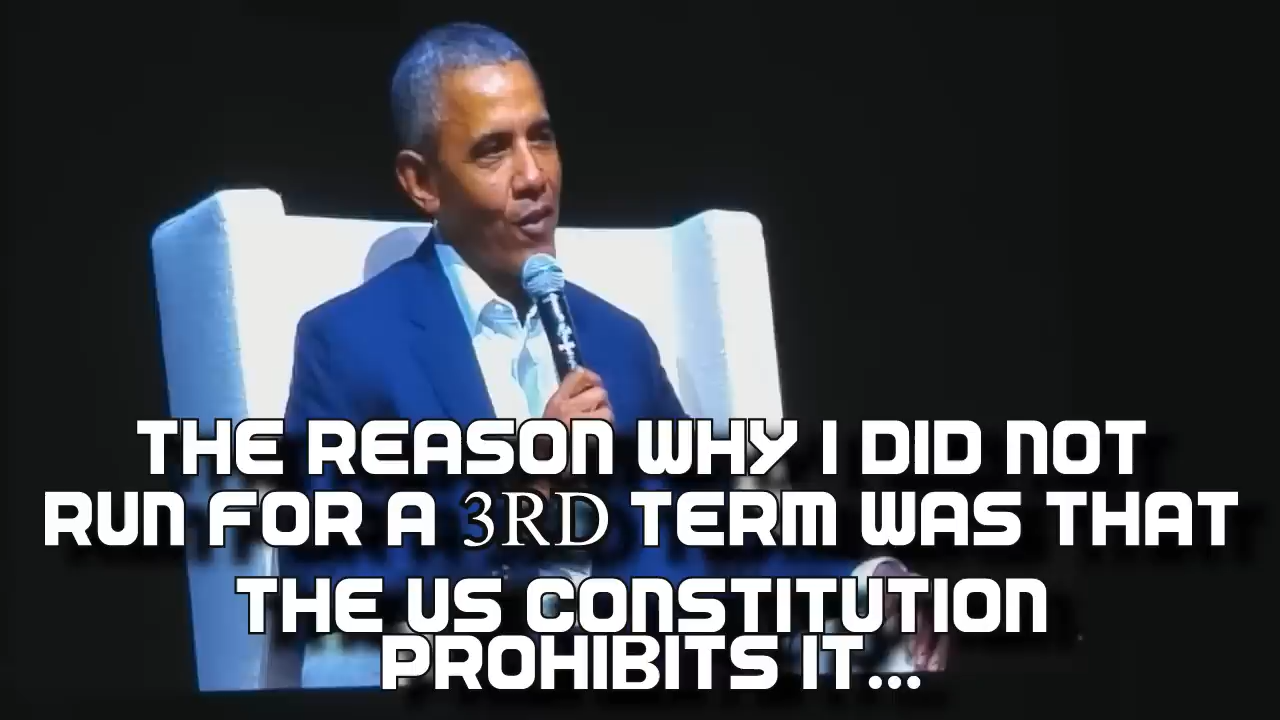 THE REASON WHY I DID NOT
RUN FOR A 3RD TERM WAS THAT
THE US CONSTITUTION
PROHIBITS IT...